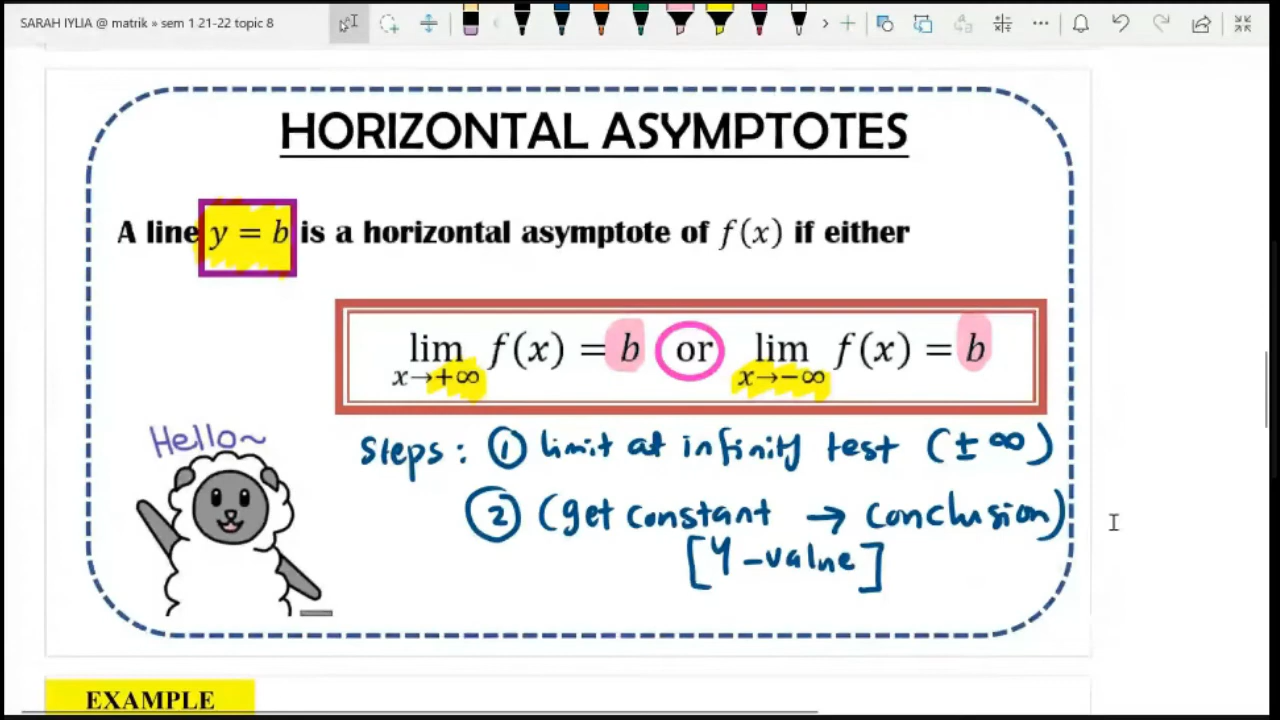 SARAH IYLIA @ matrik » sem 1 21-22 topic 8
HORIZONTAL ASYMPTOTES
A line y = b is a horizontal asymptote of f(x) if either
lim f(x) = b or lim f(x) = b
x→+∞ x→−∞
Hello~
Steps: ① limit at infinity test (± ∞)
② (get constant → conclusion)
[Y-value]
EXAMPLE